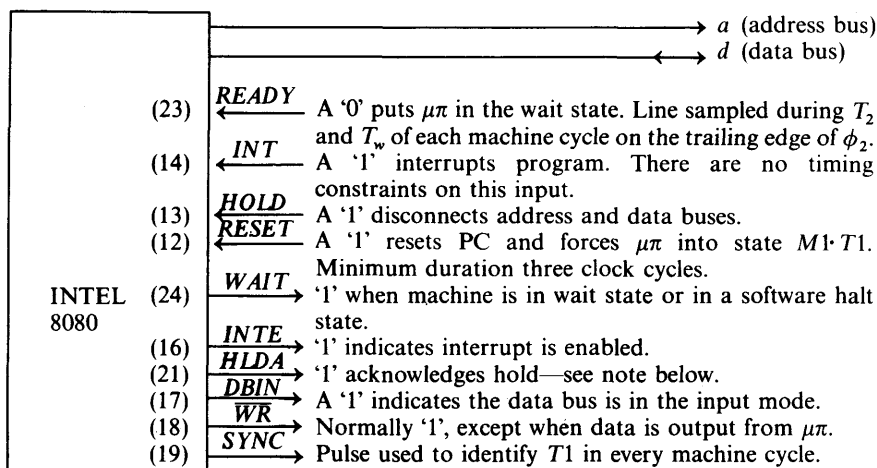 a (address bus)
d (data bus)
(23) READY A ‘0’ puts μπ in the wait state. Line sampled during T₂
and T_w of each machine cycle on the trailing edge of ϕ₂.
(14) INT A ‘1’ interrupts program. There are no timing
constraints on this input.
(13) HOLD A ‘1’ disconnects address and data buses.
(12) RESET A ‘1’ resets PC and forces μπ into state M1·T1.
Minimum duration three clock cycles.
INTEL (24) WAIT ‘1’ when machine is in wait state or in a software halt
8080 state.
(16) INTE ‘1’ indicates interrupt is enabled.
(21) HLDA ‘1’ acknowledges hold—see note below.
(17) DBIN A ‘1’ indicates the data bus is in the input mode.
(18) W̅R̅ Normally ‘1’, except when data is output from μπ.
(19) SYNC Pulse used to identify T1 in every machine cycle.